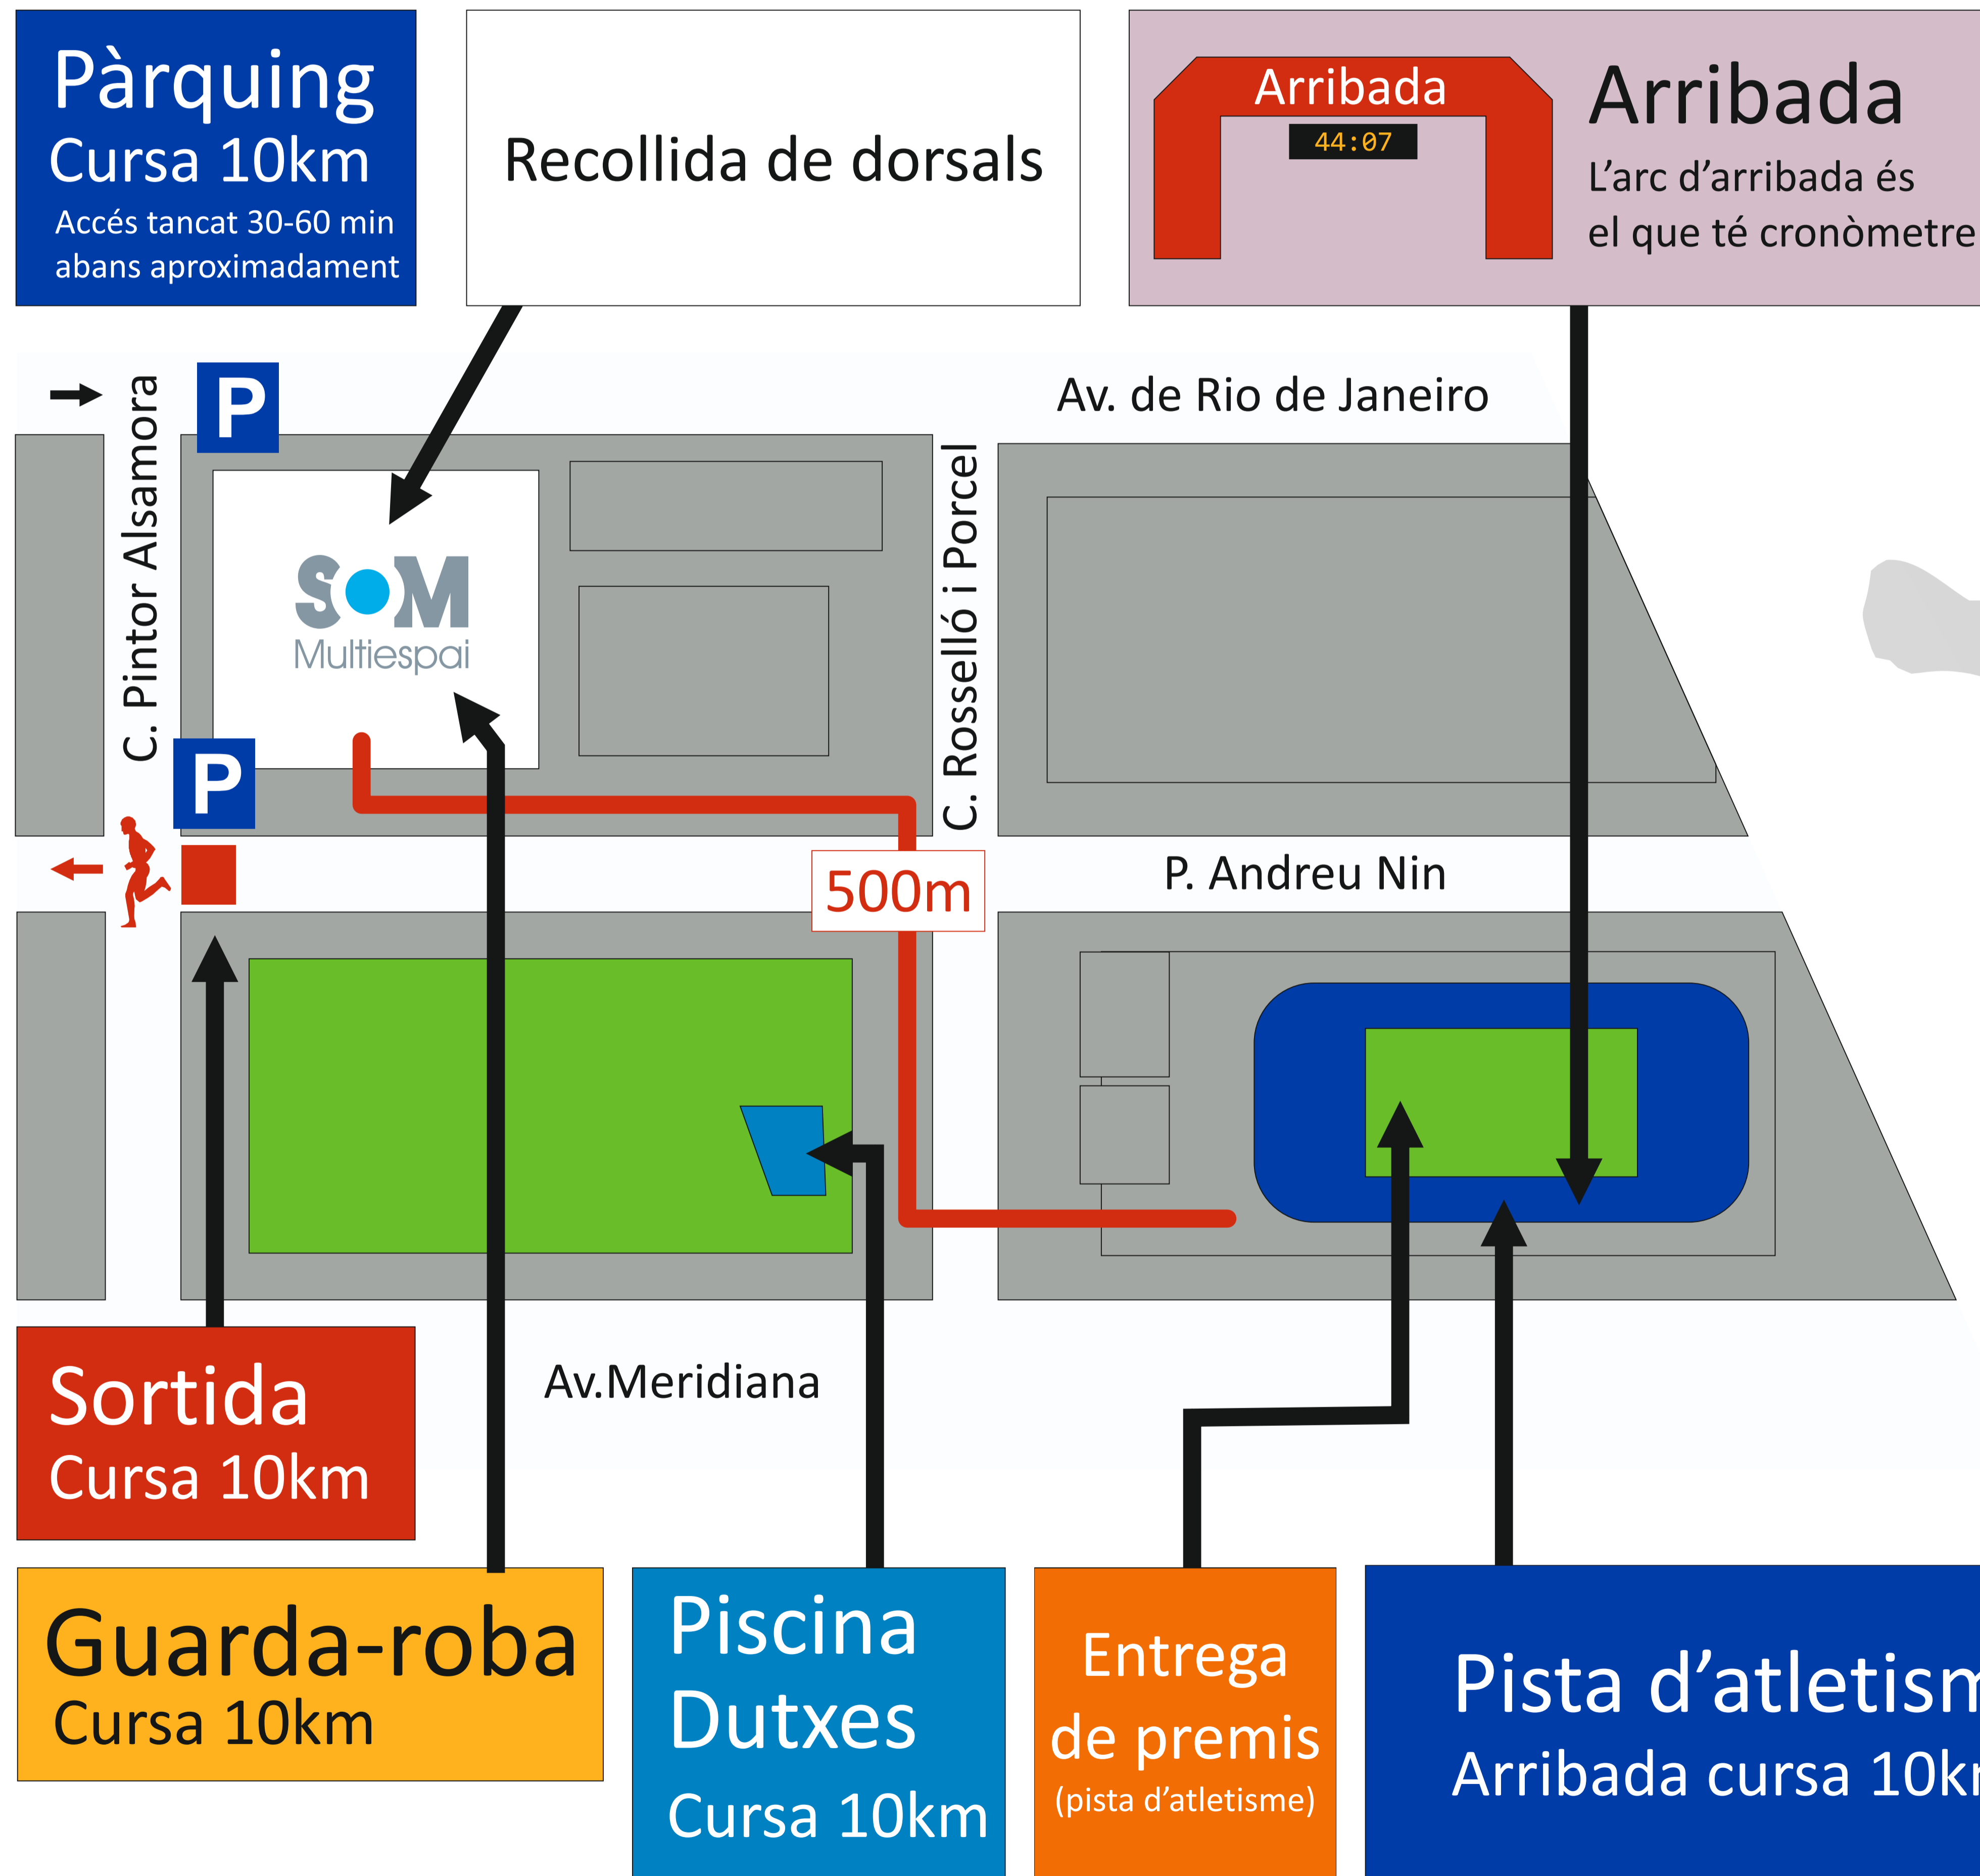 Pàrquing
Cursa 10km
Accés tancat 30-60 min
abans aproximadament
Recollida de dorsals
Arribada
44:07
Arribada
L’arc d’arribada és
el que té cronòmetre
Av. de Rio de Janeiro
P
C. Pintor Alsamora
C. Rosselló i Porcel
SOM
Multiespai
P
500m
P. Andreu Nin
Av.Meridiana
Sortida
Cursa 10km
Guarda-roba
Cursa 10km
Piscina
Dutxes
Cursa 10km
Entrega
de premis
(pista d’atletisme)
Pista d’atletism
Arribada cursa 10k